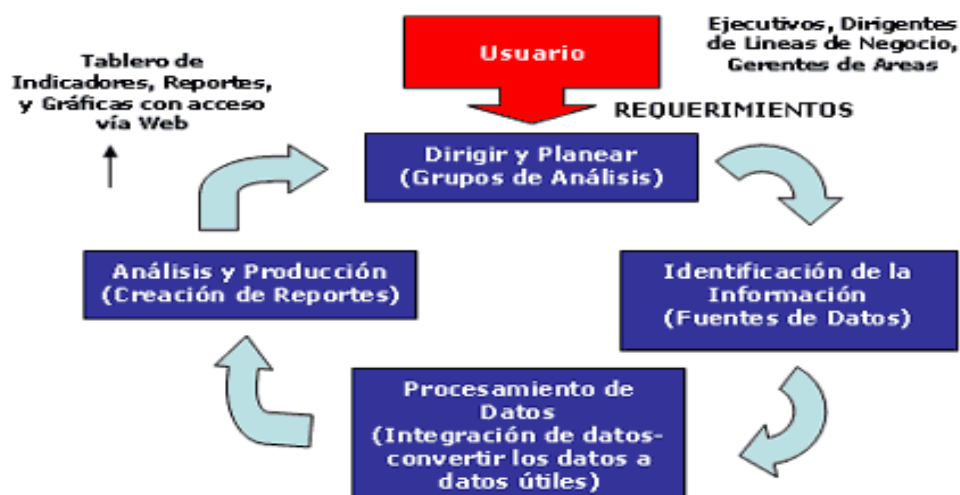 Tablero de
Indicadores, Reportes,
y Gráficas con acceso
vía Web
Usuario
Ejecutivos, Dirigentes
de Lineas de Negocio,
Gerentes de Areas
REQUERIMIENTOS
Dirigir y Planear
(Grupos de Análisis)
Análisis y Producción
(Creación de Reportes)
Identificación de la
Información
(Fuentes de Datos)
Procesamiento de
Datos
(Integración de datos-
convertir los datos a
datos útiles)